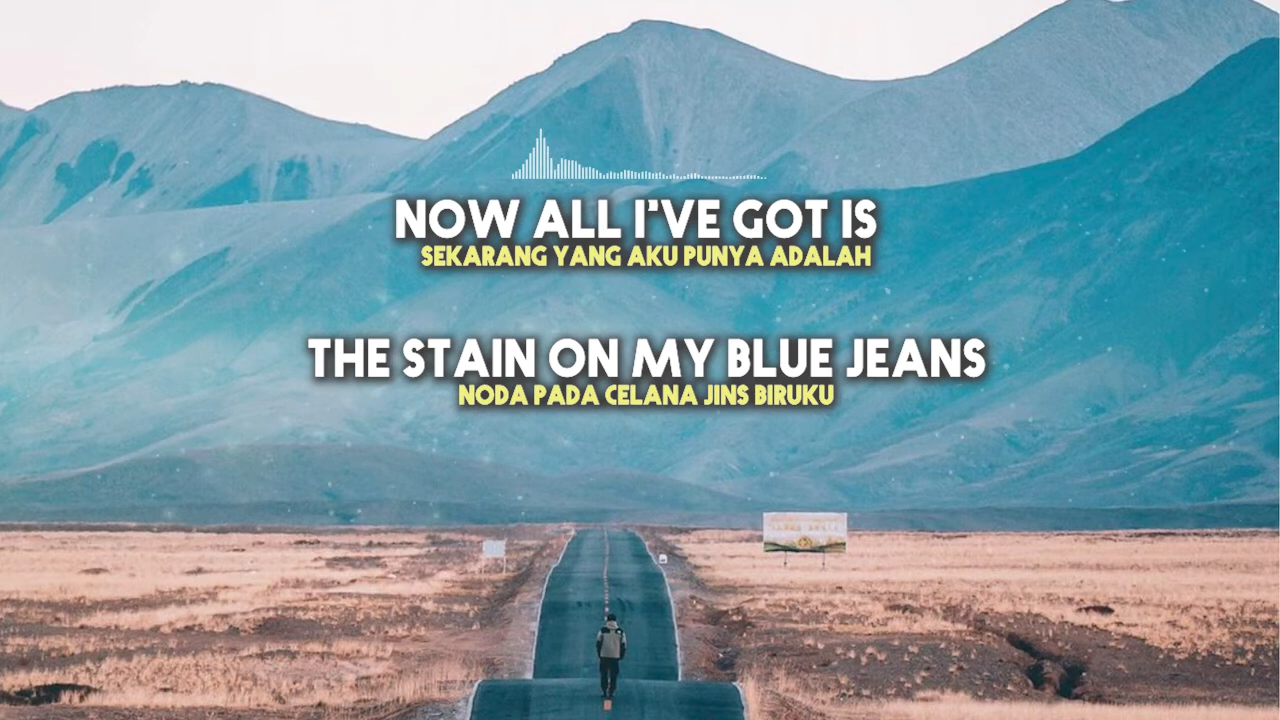 NOW ALL I'VE GOT IS
SEKARANG YANG AKU PUNYA ADALAH
THE STAIN ON MY BLUE JEANS
NODA PADA CELANA JINS BIRUKU